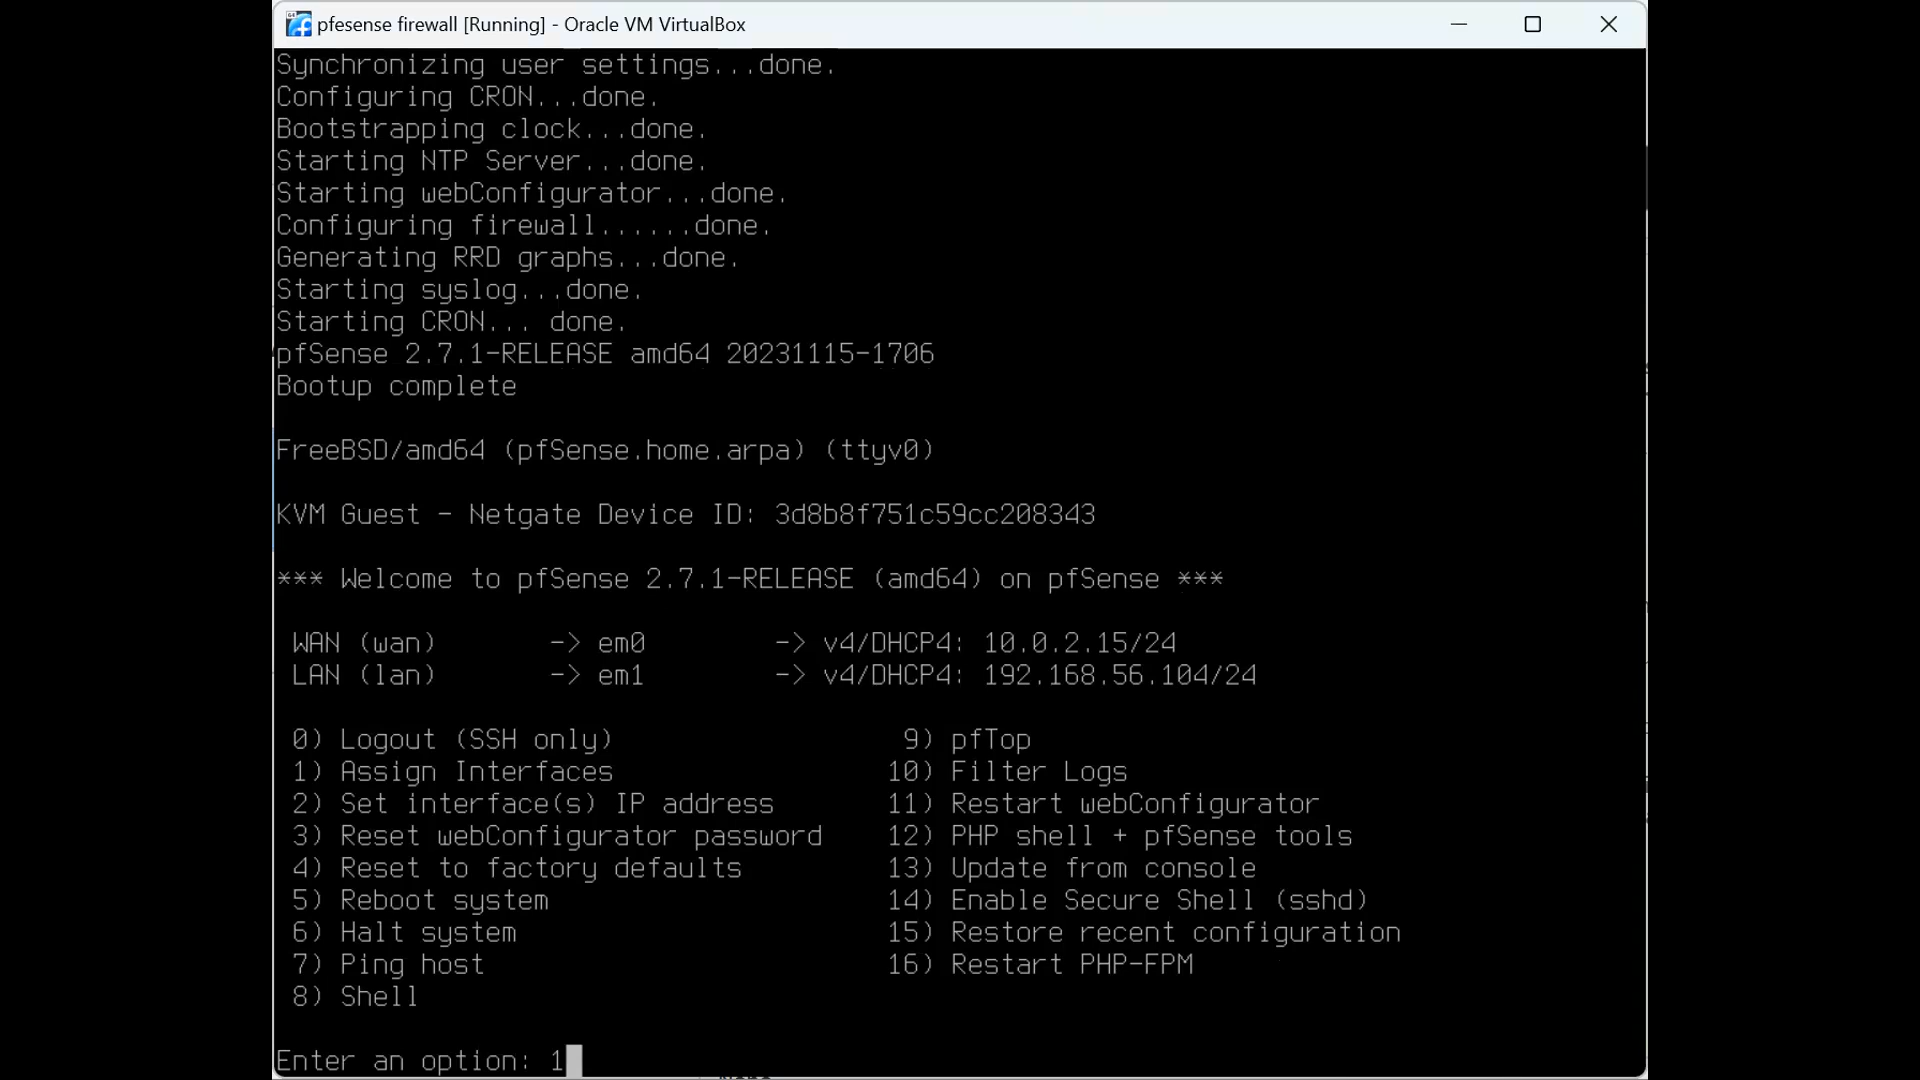 pfesense firewall [Running] - Oracle VM VirtualBox
Synchronizing user settings...done.
Configuring CRON...done.
Bootstrapping clock...done.
Starting NTP Server...done.
Starting webConfigurator...done.
Configuring firewall......done.
Generating RRD graphs...done.
Starting syslog...done.
Starting CRON... done.
pfSense 2.7.1-RELEASE amd64 20231115-1706
Bootup complete
FreeBSD/amd64 (pfSense.home.arpa) (ttyv0)
KVM Guest - Netgate Device ID: 3d8b8f751c59cc208343
*** Welcome to pfSense 2.7.1-RELEASE (amd64) on pfSense ***
WAN (wan) -> em0 -> v4/DHCP4: 10.0.2.15/24
LAN (lan) -> em1 -> v4/DHCP4: 192.168.56.104/24
0) Logout (SSH only) 9) pfTop
1) Assign Interfaces 10) Filter Logs
2) Set interface(s) IP address 11) Restart webConfigurator
3) Reset webConfigurator password 12) PHP shell + pfSense tools
4) Reset to factory defaults 13) Update from console
5) Reboot system 14) Enable Secure Shell (sshd)
6) Halt system 15) Restore recent configuration
7) Ping host 16) Restart PHP-FPM
8) Shell
Enter an option: 1